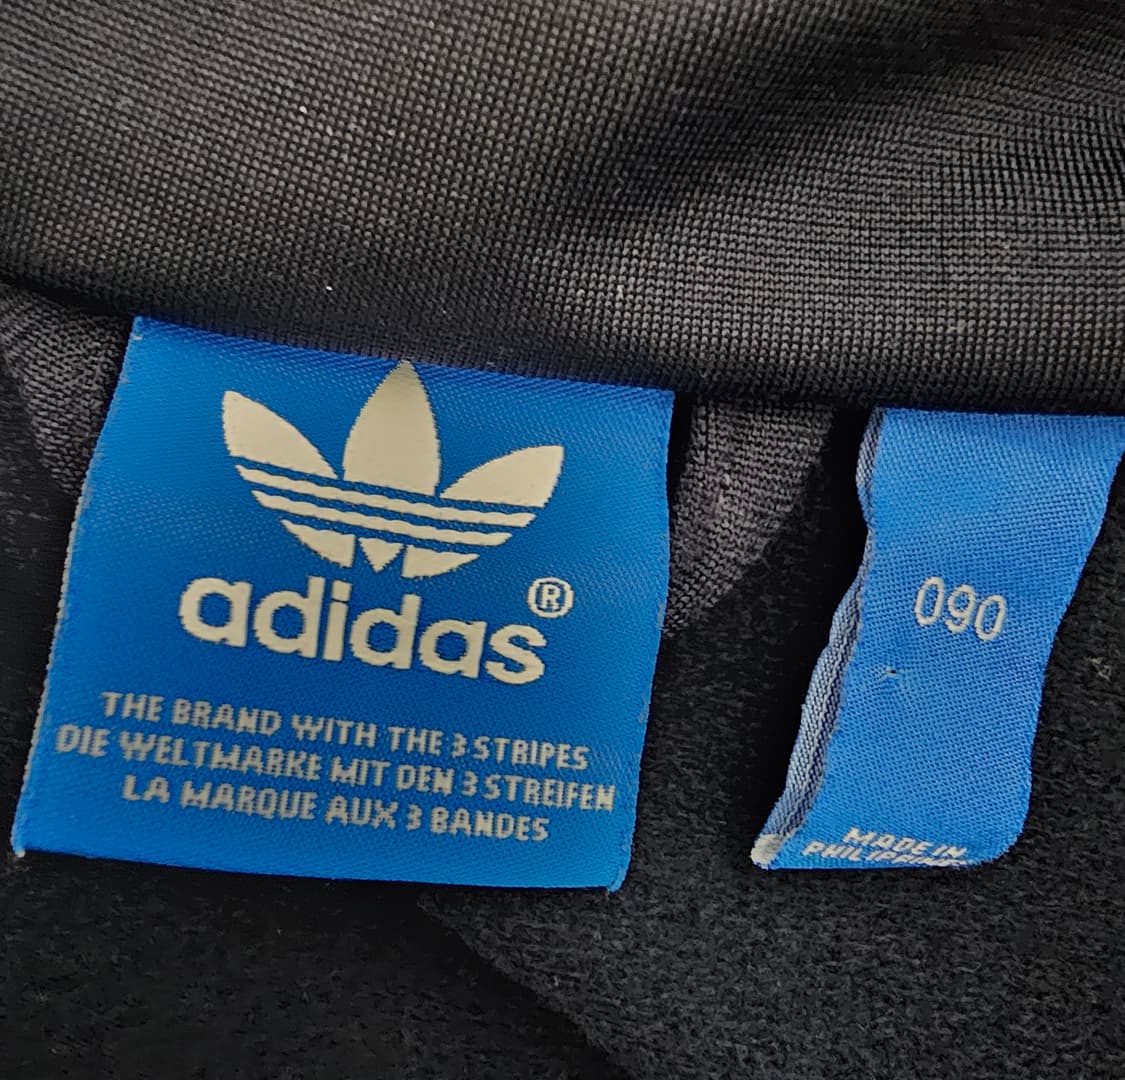 adidas ®
THE BRAND WITH THE 3 STRIPES
DIE WELTMARKE MIT DEN 3 STREIFEN
LA MARQUE AUX 3 BANDES
090
MADE IN
PHILIPPINES